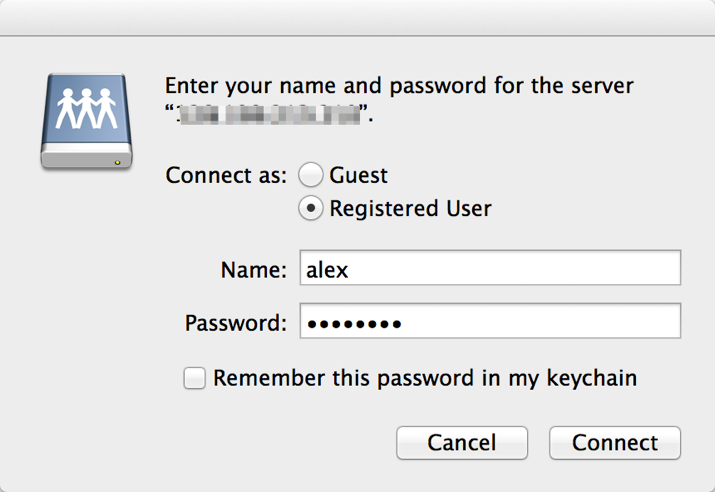 Enter your name and password for the server
“ ”.
Connect as: Guest
Registered User
Name: alex
Password: ••••••••
Remember this password in my keychain
Cancel Connect